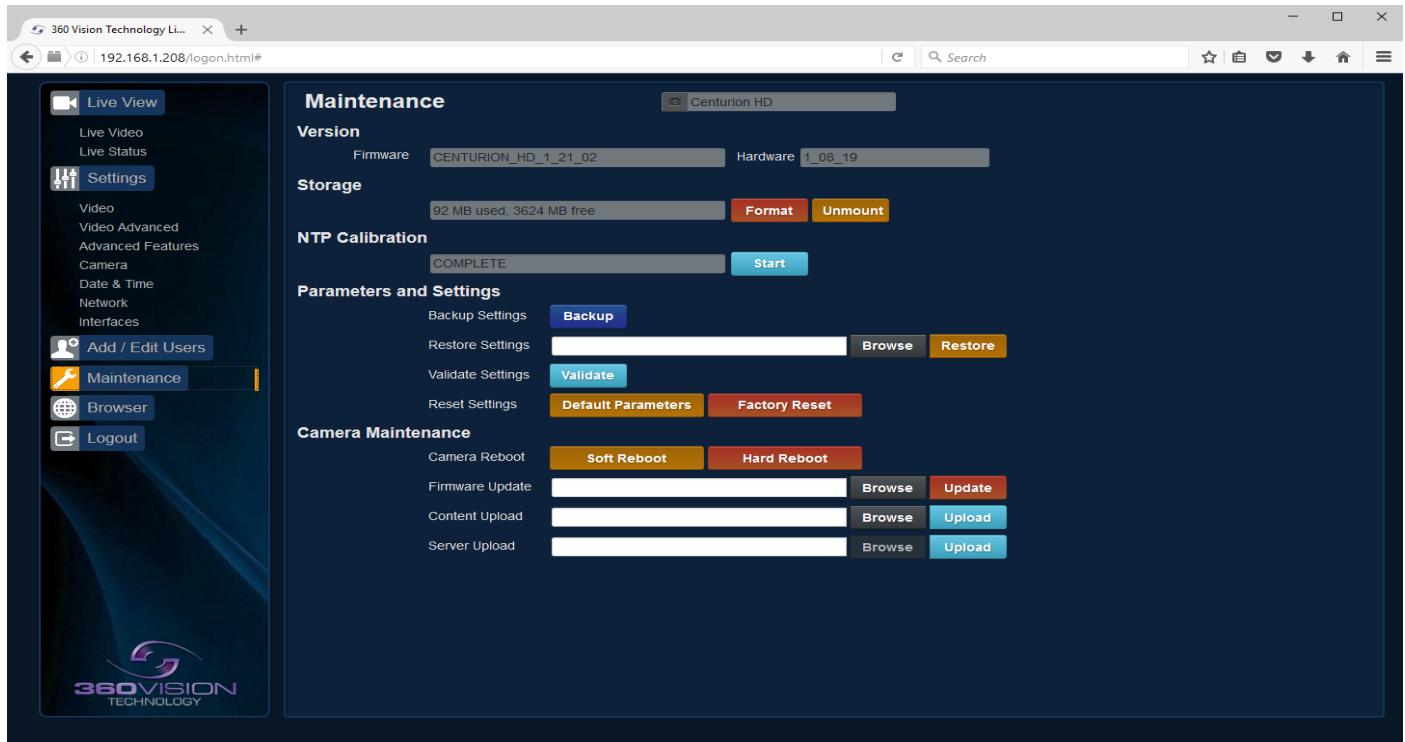 360 Vision Technology Li...
192.168.1.208/logon.html#
Search
Live View
Live Video
Live Status
Settings
Video
Video Advanced
Advanced Features
Camera
Date & Time
Network
Interfaces
Add / Edit Users
Maintenance
Browser
Logout
360VISION
TECHNOLOGY
Maintenance Centurion HD
Version
Firmware CENTURION_HD_1_21_02 Hardware 1_08_19
Storage
92 MB used, 3624 MB free Format Unmount
NTP Calibration
COMPLETE Start
Parameters and Settings
Backup Settings Backup
Restore Settings Browse Restore
Validate Settings Validate
Reset Settings Default Parameters Factory Reset
Camera Maintenance
Camera Reboot Soft Reboot Hard Reboot
Firmware Update Browse Update
Content Upload Browse Upload
Server Upload Browse Upload